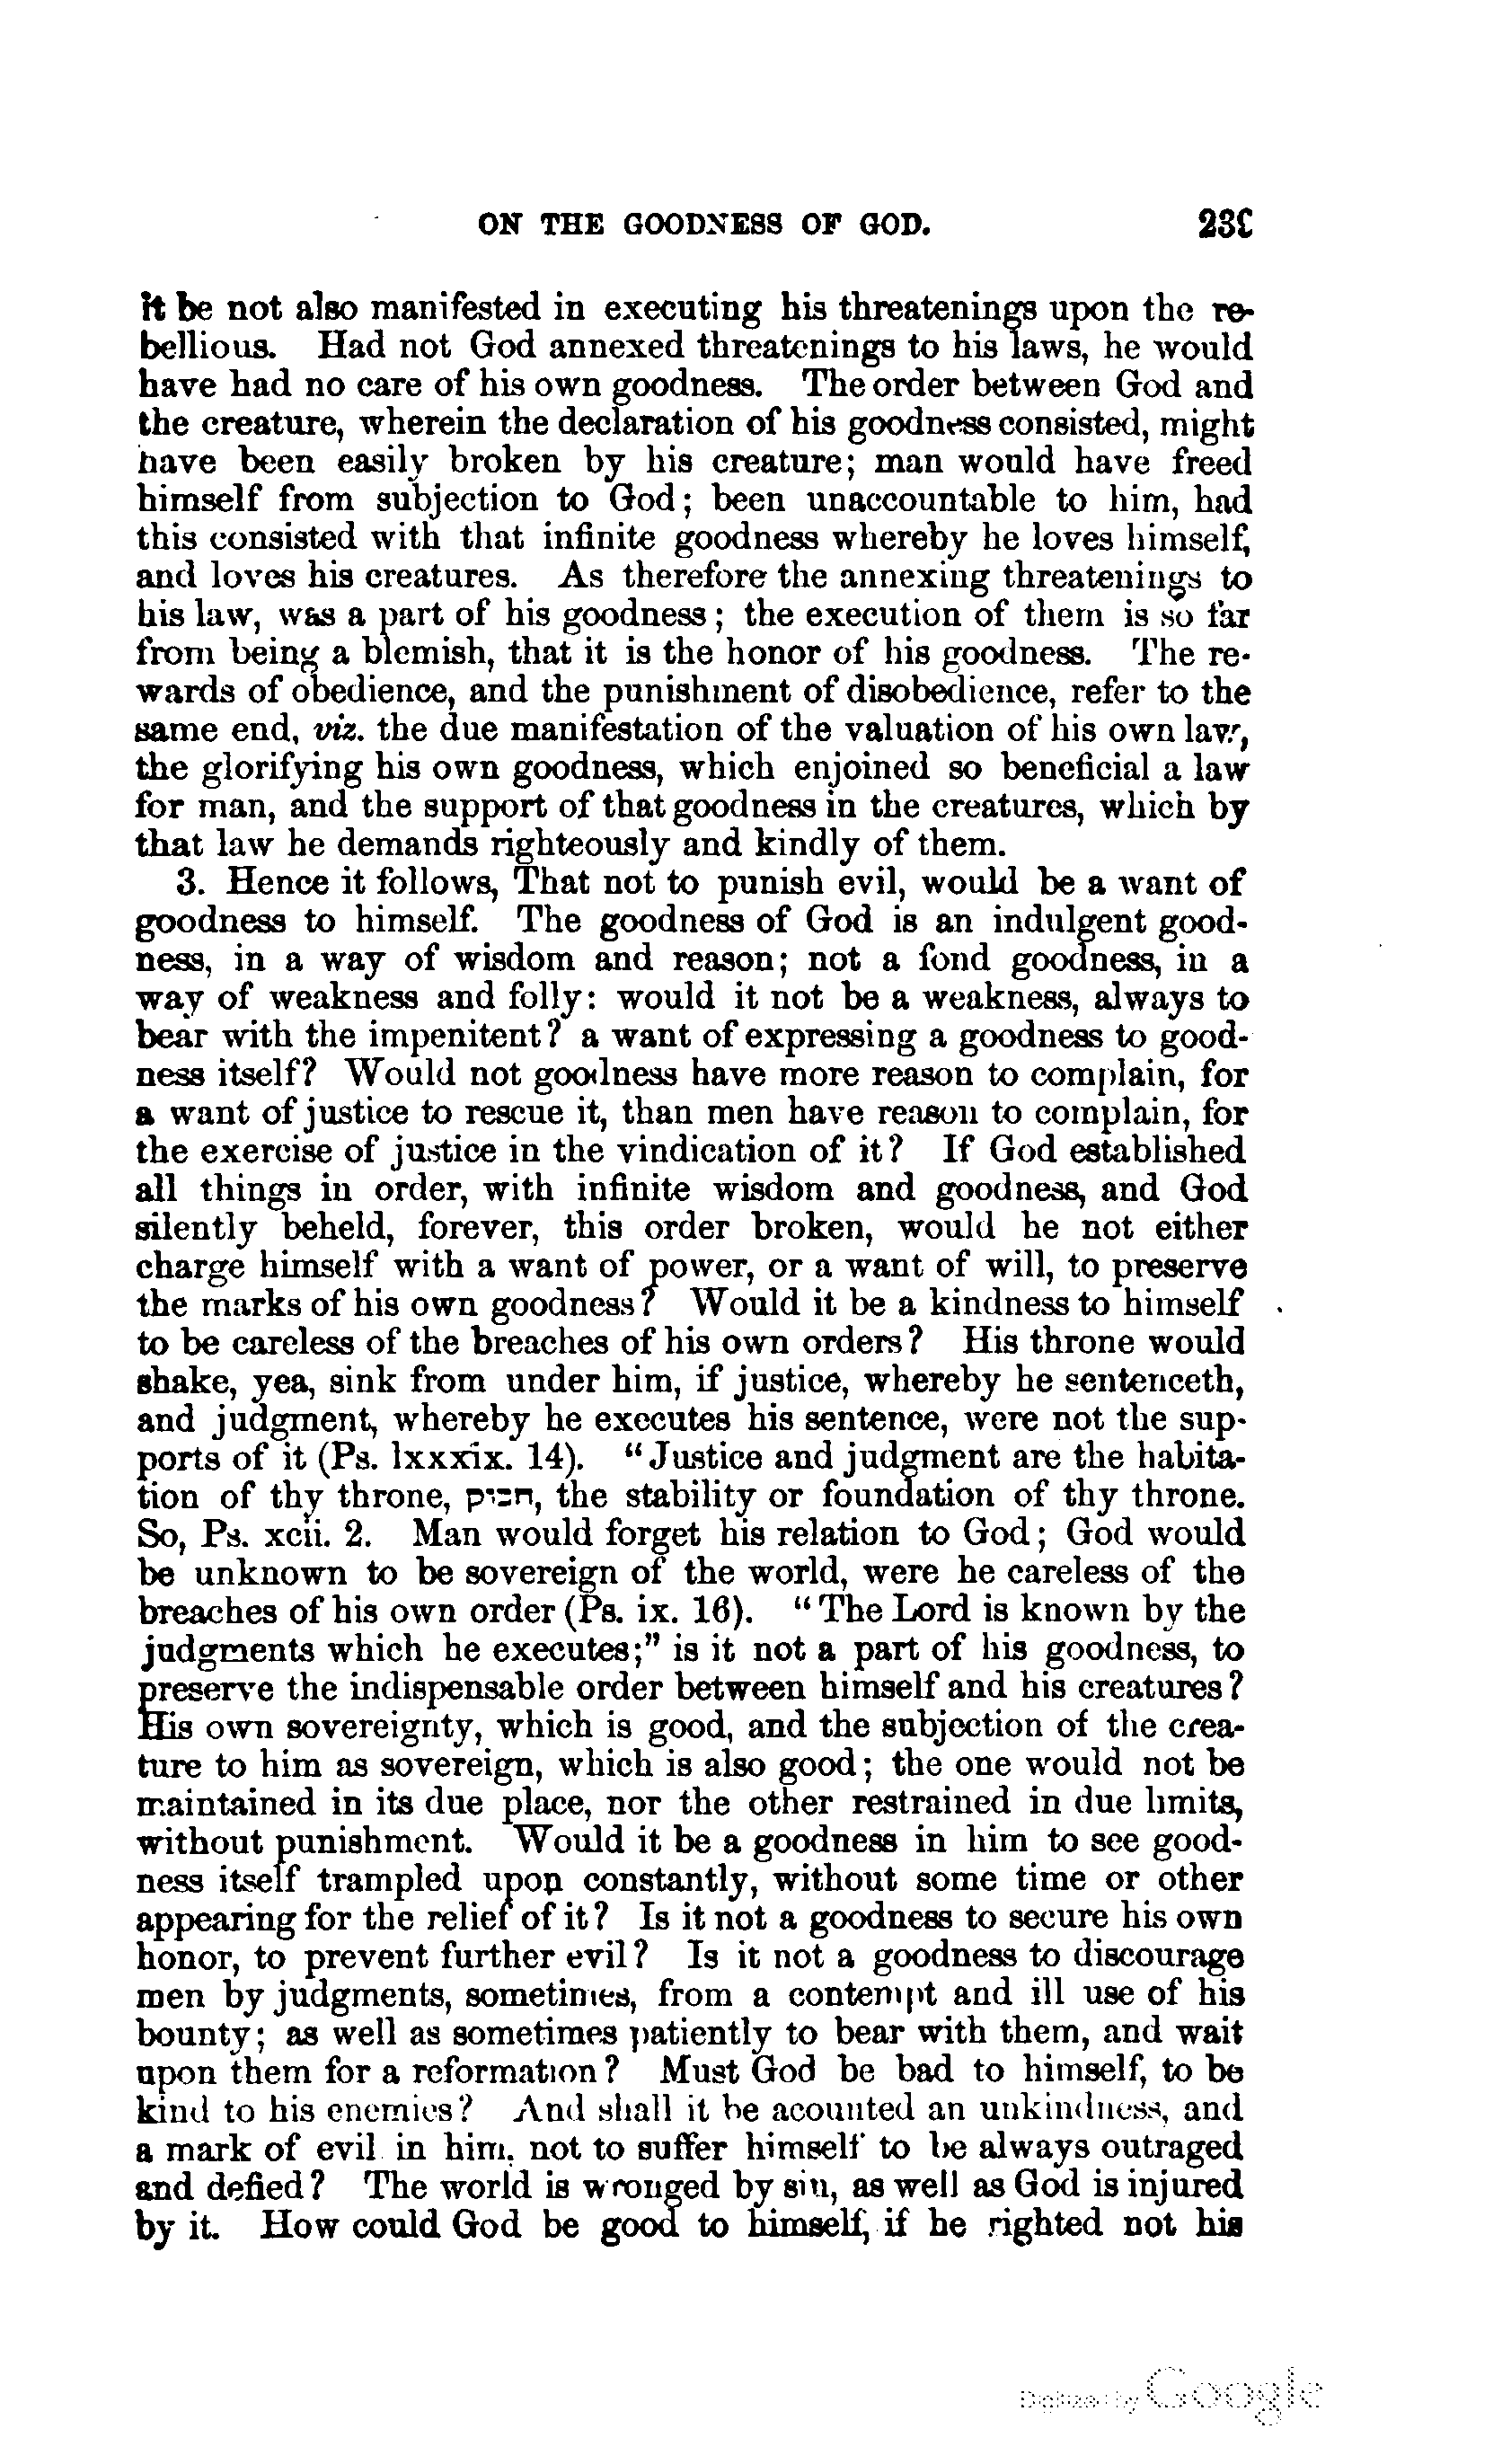 ON THE GOODNESS OF GOD. 239
it be not also manifested in executing his threatenings upon the re-
bellious. Had not God annexed threatenings to his laws, he would
have had no care of his own goodness. The order between God and
the creature, wherein the declaration of his goodness consisted, might
have been easily broken by his creature; man would have freed
himself from subjection to God; been unaccountable to him, had
this consisted with that infinite goodness whereby he loves himself,
and loves his creatures. As therefore the annexing threatenings to
his law, was a part of his goodness; the execution of them is so far
from being a blemish, that it is the honor of his goodness. The re-
wards of obedience, and the punishment of disobedience, refer to the
same end, viz. the due manifestation of the valuation of his own law,
the glorifying his own goodness, which enjoined so beneficial a law
for man, and the support of that goodness in the creatures, which by
that law he demands righteously and kindly of them.
3. Hence it follows, That not to punish evil, would be a want of
goodness to himself. The goodness of God is an indulgent good-
ness, in a way of wisdom and reason; not a fond goodness, in a
way of weakness and folly: would it not be a weakness, always to
bear with the impenitent? a want of expressing a goodness to good-
ness itself? Would not goodness have more reason to complain, for
a want of justice to rescue it, than men have reason to complain, for
the exercise of justice in the vindication of it? If God established
all things in order, with infinite wisdom and goodness, and God
silently beheld, forever, this order broken, would he not either
charge himself with a want of power, or a want of will, to preserve
the marks of his own goodness? Would it be a kindness to himself
to be careless of the breaches of his own orders? His throne would
shake, yea, sink from under him, if justice, whereby he sentenceth,
and judgment, whereby he executes his sentence, were not the sup-
ports of it (Ps. lxxxix. 14). "Justice and judgment are the habita-
tion of thy throne, the stability or foundation of thy throne.
So, Ps. xcii. 2. Man would forget his relation to God; God would
be unknown to be sovereign of the world, were he careless of the
breaches of his own order (Ps. ix. 16). "The Lord is known by the
judgments which he executes;" is it not a part of his goodness, to
preserve the indispensable order between himself and his creatures?
His own sovereignty, which is good, and the subjection of the crea-
ture to him as sovereign, which is also good; the one would not be
maintained in its due place, nor the other restrained in due limits,
without punishment. Would it be a goodness in him to see good-
ness itself trampled upon constantly, without some time or other
appearing for the relief of it? Is it not a goodness to secure his own
honor, to prevent further evil? Is it not a goodness to discourage
men by judgments, sometimes, from a contempt and ill use of his
bounty; as well as sometimes patiently to bear with them, and wait
upon them for a reformation? Must God be bad to himself, to be
kind to his enemies? And shall it be acounted an unkindness, and
a mark of evil in him, not to suffer himself to be always outraged
and defied? The world is wronged by sin, as well as God is injured
by it. How could God be good to himself, if he righted not his
Digitized by Google